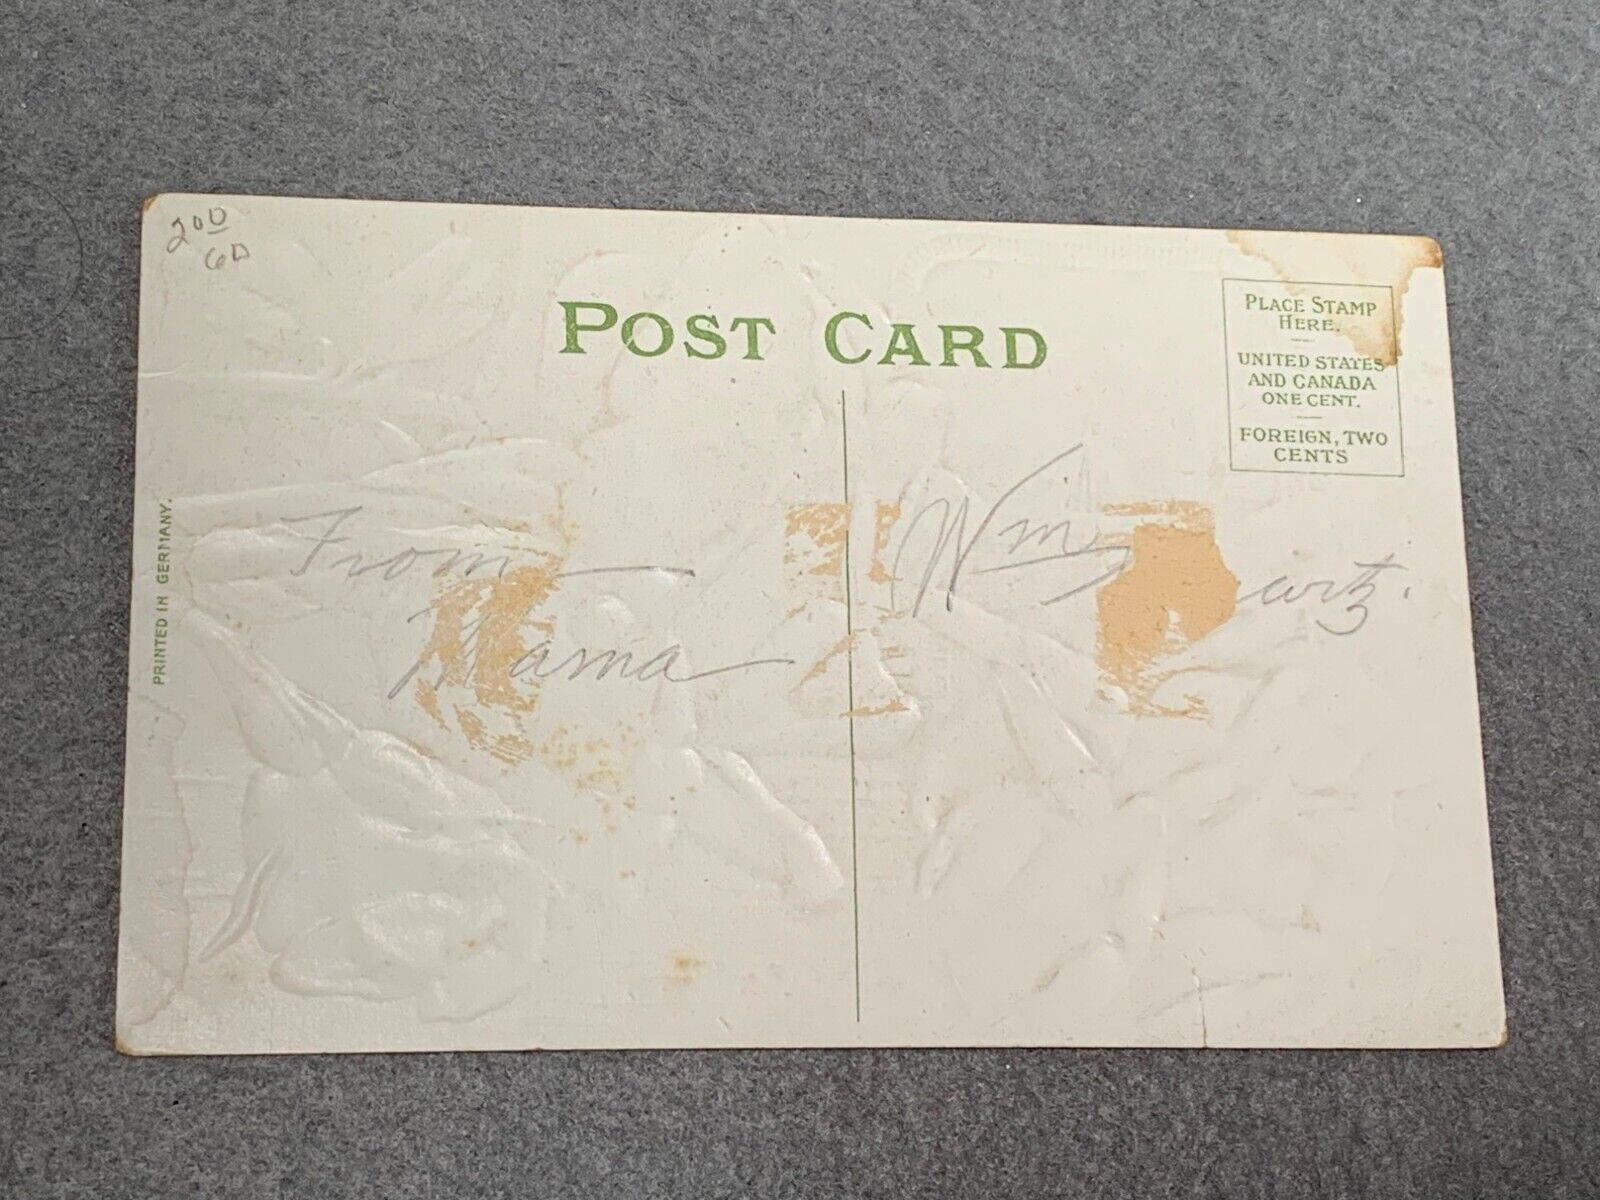 200
POST CARD
PLACE STAMP
HERE.
UNITED STATES
AND CANADA
ONE CENT.
FOREIGN, TWO
CENTS
PRINTED IN GERMANY.
From
Mama
Wm